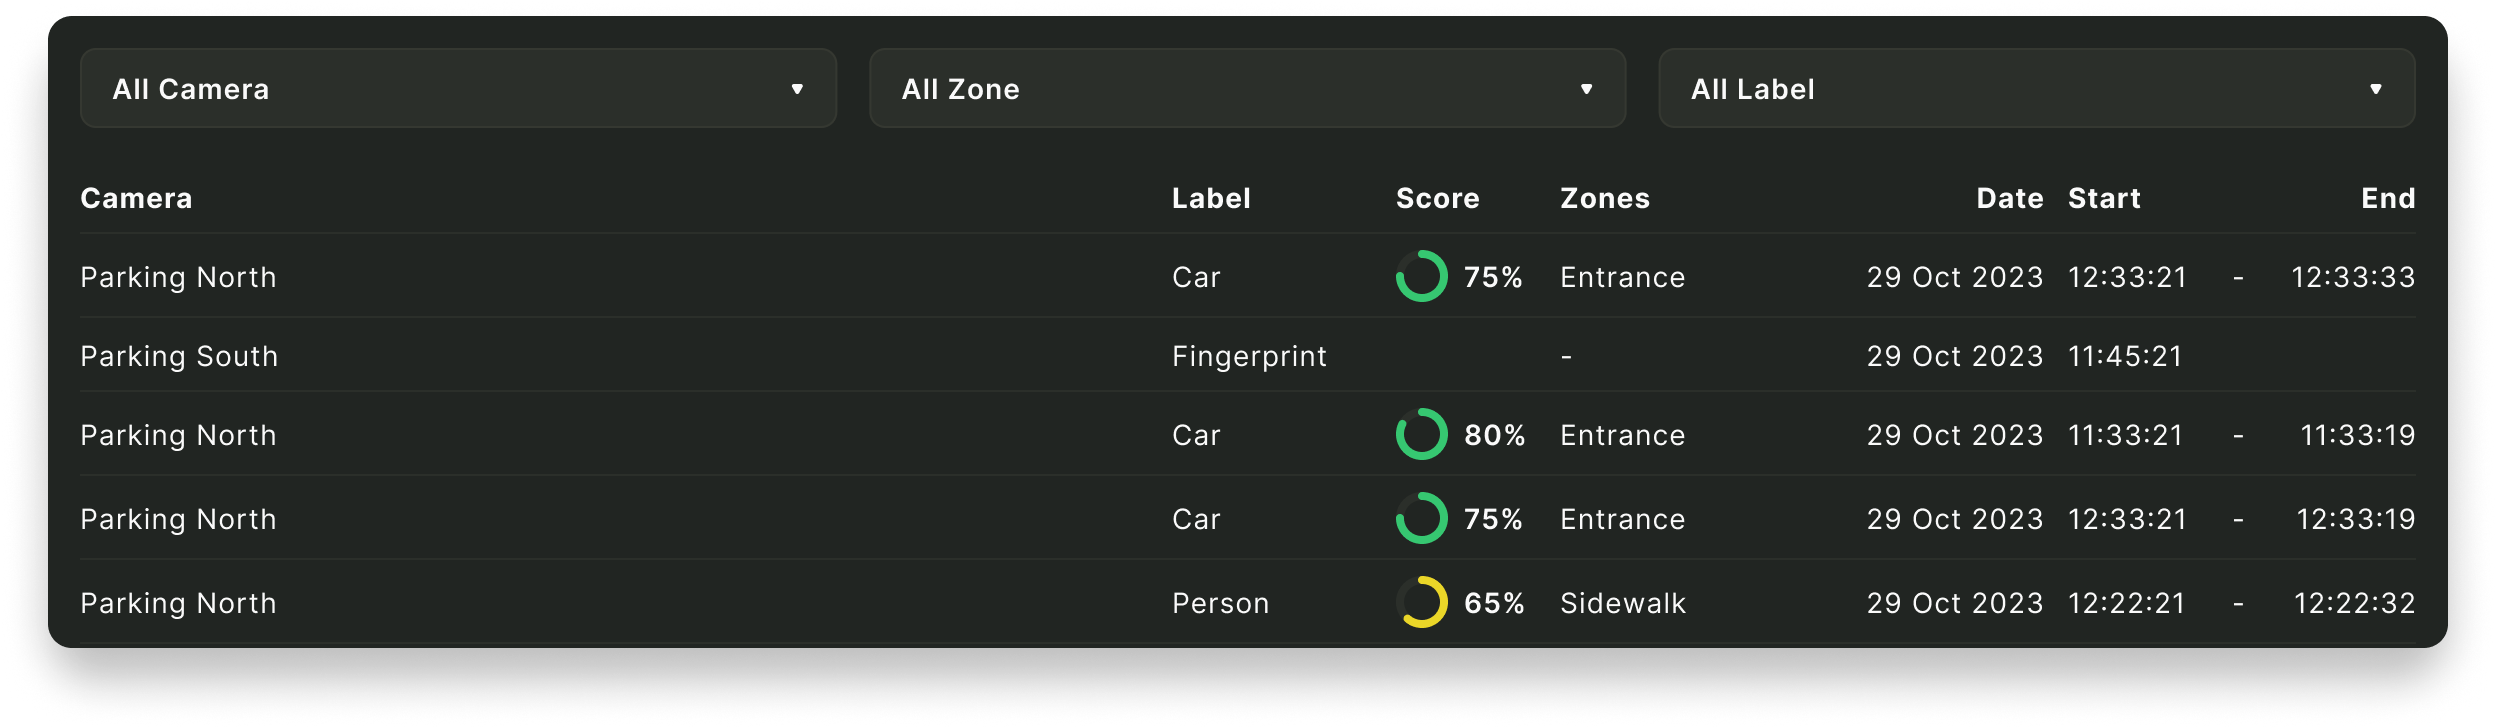 All Camera All Zone All Label
Camera Label Score Zones Date Start End
Parking North Car 75% Entrance 29 Oct 2023 12:33:21 - 12:33:33
Parking South Fingerprint - 29 Oct 2023 11:45:21
Parking North Car 80% Entrance 29 Oct 2023 11:33:21 - 11:33:19
Parking North Car 75% Entrance 29 Oct 2023 12:33:21 - 12:33:19
Parking North Person 65% Sidewalk 29 Oct 2023 12:22:21 - 12:22:32